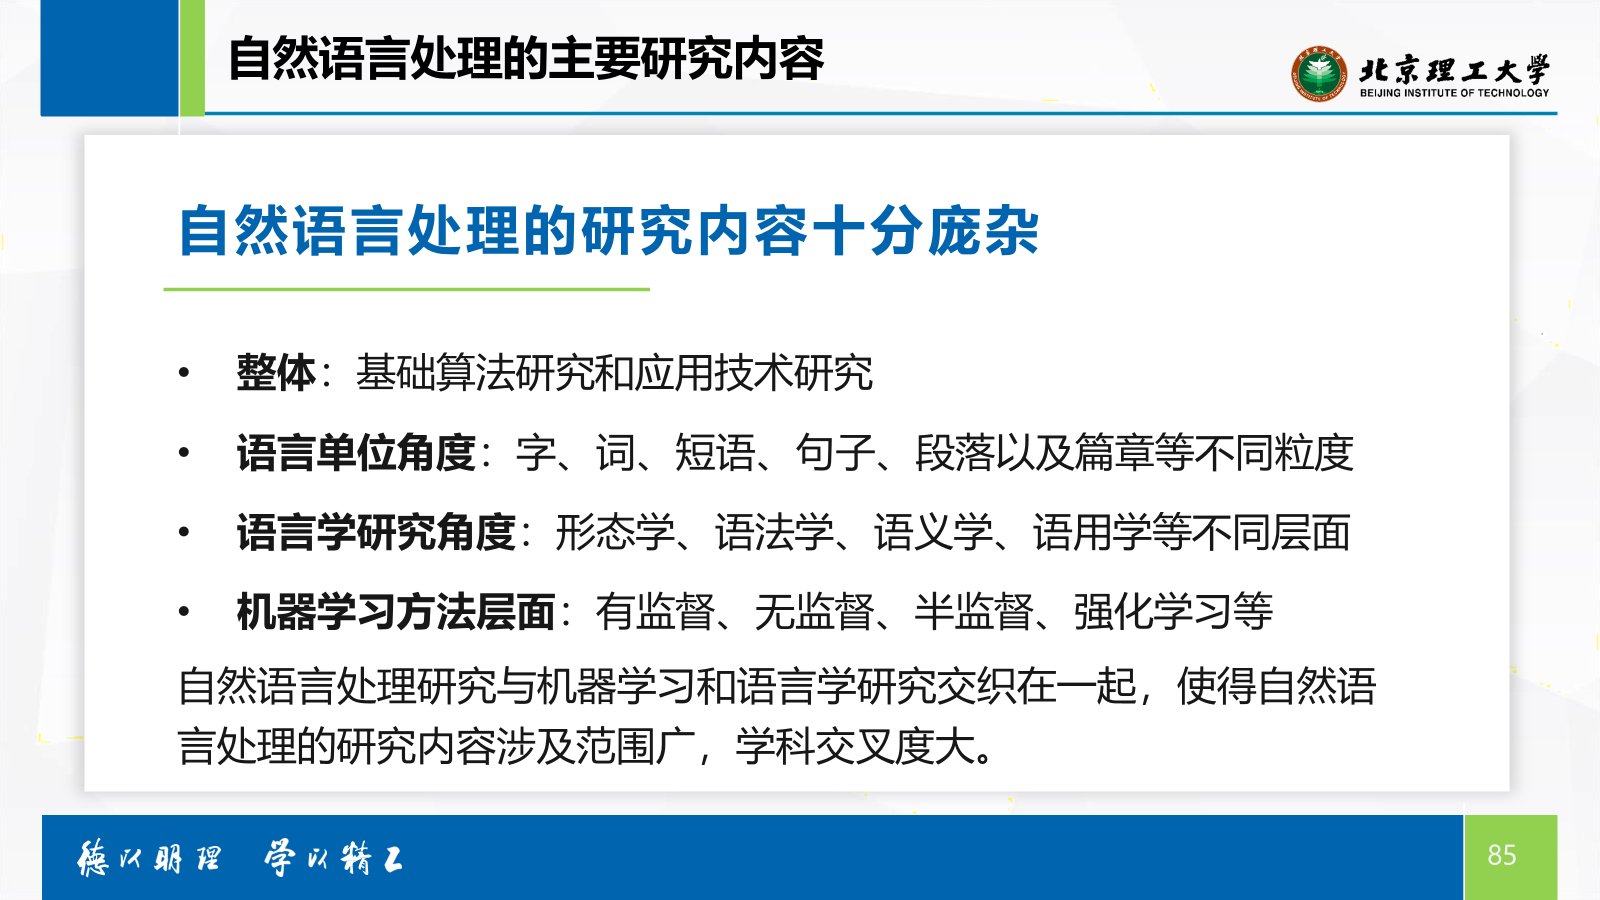 自然语言处理的主要研究内容
北京理工大学
BEIJING INSTITUTE OF TECHNOLOGY
自然语言处理的研究内容十分庞杂
• 整体：基础算法研究和应用技术研究
• 语言单位角度：字、词、短语、句子、段落以及篇章等不同粒度
• 语言学研究角度：形态学、语法学、语义学、语用学等不同层面
• 机器学习方法层面：有监督、无监督、半监督、强化学习等
自然语言处理研究与机器学习和语言学研究交织在一起，使得自然语
言处理的研究内容涉及范围广，学科交叉度大。
德以明理 学以精工
85